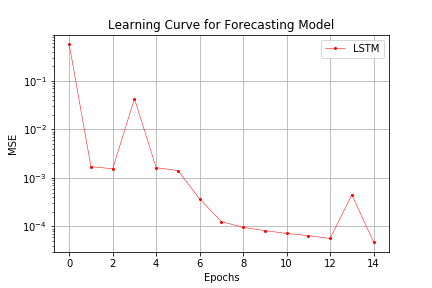 Learning Curve for Forecasting Model
LSTM
MSE
10⁻¹
10⁻²
10⁻³
10⁻⁴
0 2 4 6 8 10 12 14
Epochs